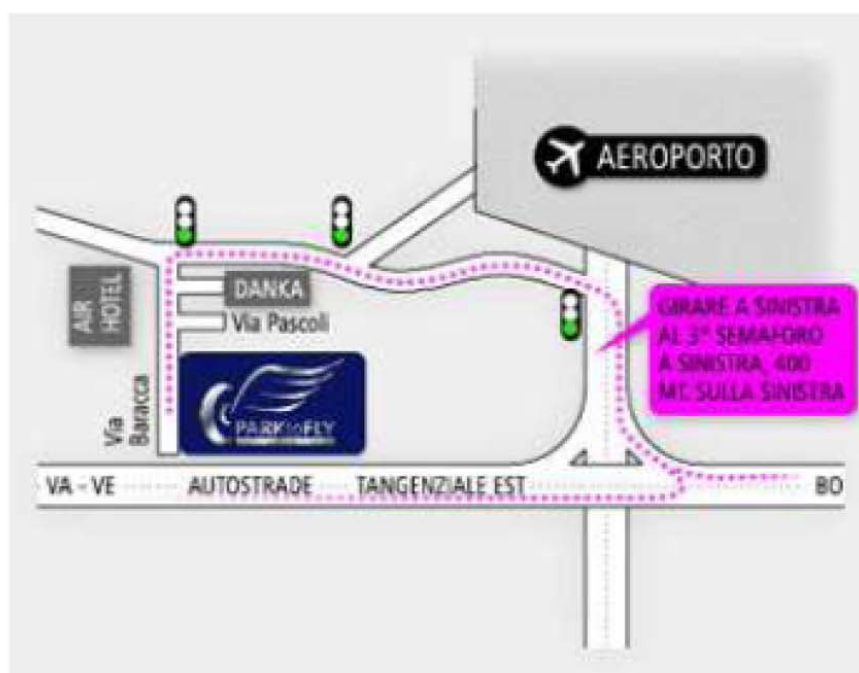 AEROPORTO
AIR
HOTEL
DANKA
Via Pascoli
GIRARE A SINISTRA
AL 3° SEMAFORO
A SINISTRA, 400
MT. SULLA SINISTRA
Via
Baracca
PARKtoFLY
VA - VE
AUTOSTRADE
TANGENZIALE EST
BO